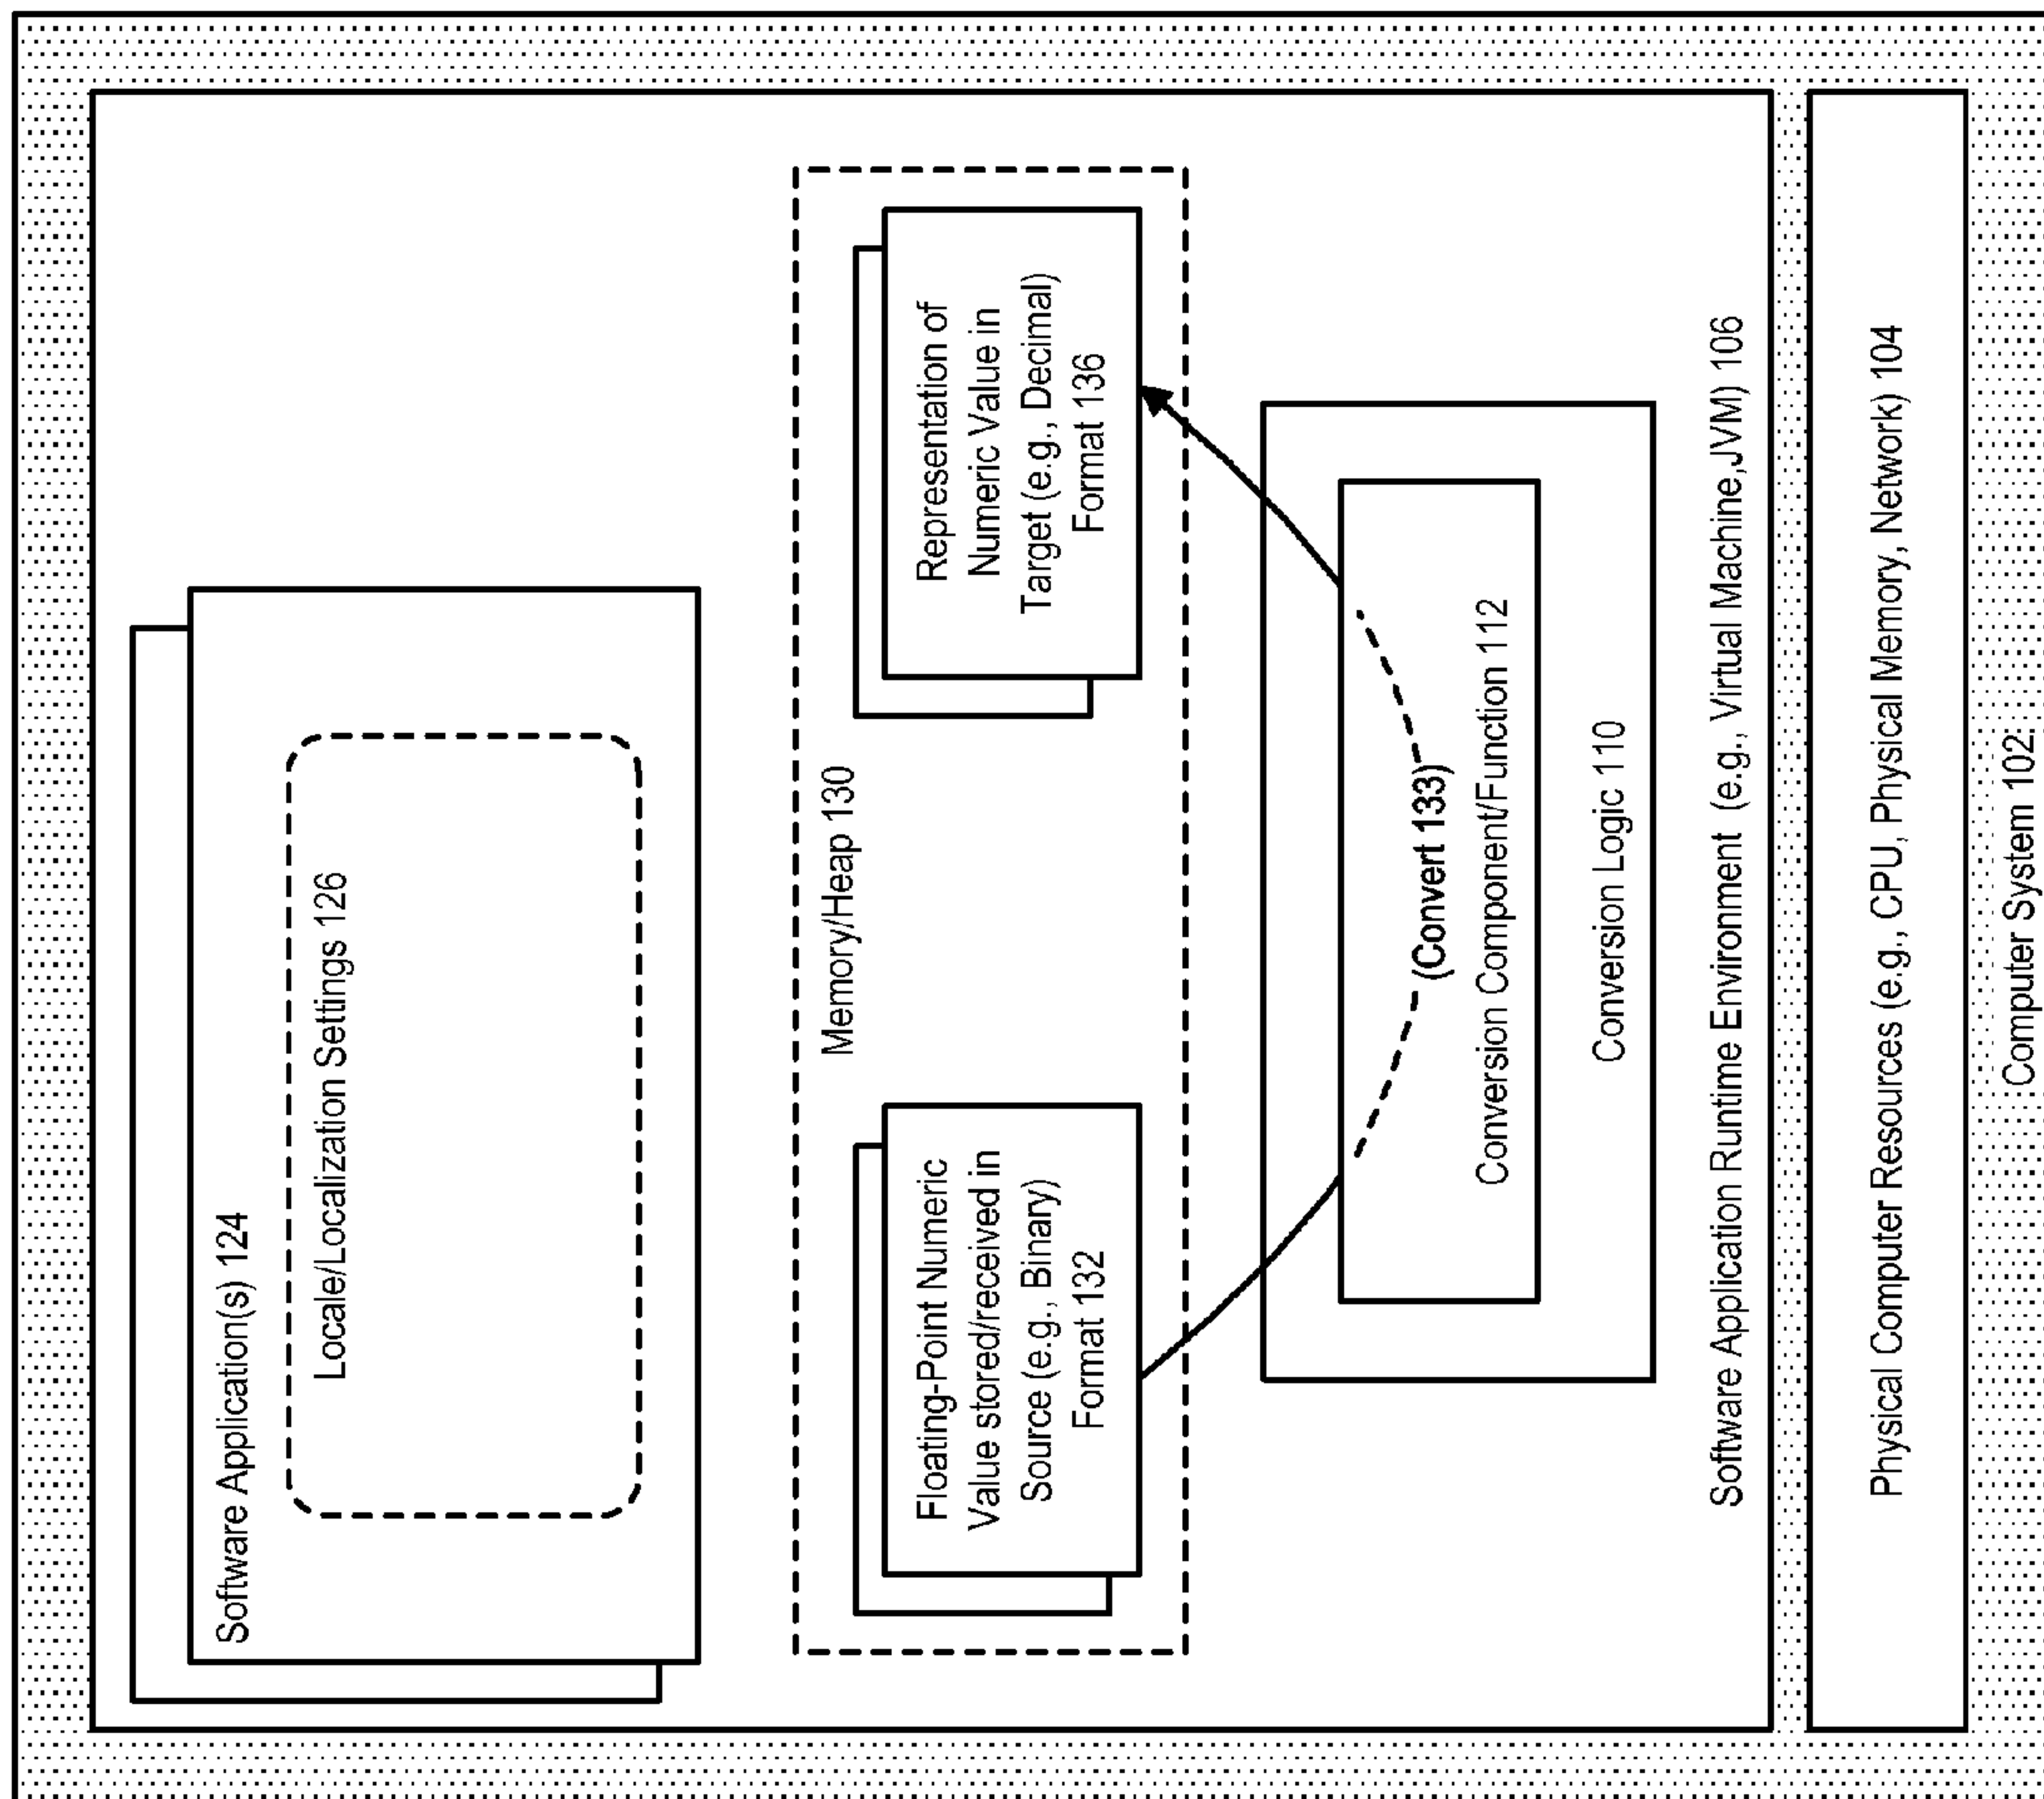 Software Application(s) 124
Locale/Localization Settings 126
Memory/Heap 130
Floating-Point Numeric
Value stored/received in
Source (e.g., Binary)
Format 132
Representation of
Numeric Value in
Target (e.g., Decimal)
Format 136
(Convert 133)
Conversion Component/Function 112
Conversion Logic 110
Software Application Runtime Environment (e.g., Virtual Machine,JVM) 106
Physical Computer Resources (e.g., CPU, Physical Memory, Network) 104
Computer System 102